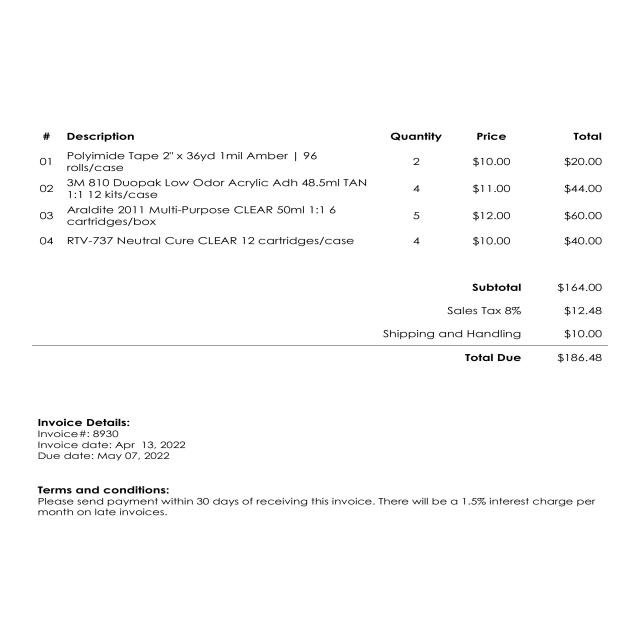 # Description Quantity Price Total
01 Polyimide Tape 2" x 36yd 1mil Amber | 96 2 $10.00 $20.00
rolls/case
02 3M 810 Duopak Low Odor Acrylic Adh 48.5ml TAN 4 $11.00 $44.00
1:1 12 kits/case
03 Araldite 2011 Multi-Purpose CLEAR 50ml 1:1 6 5 $12.00 $60.00
cartridges/box
04 RTV-737 Neutral Cure CLEAR 12 cartridges/case 4 $10.00 $40.00
Subtotal $164.00
Sales Tax 8% $12.48
Shipping and Handling $10.00
Total Due $186.48
Invoice Details:
Invoice#: 8930
Invoice date: Apr 13, 2022
Due date: May 07, 2022
Terms and conditions:
Please send payment within 30 days of receiving this invoice. There will be a 1.5% interest charge per
month on late invoices.